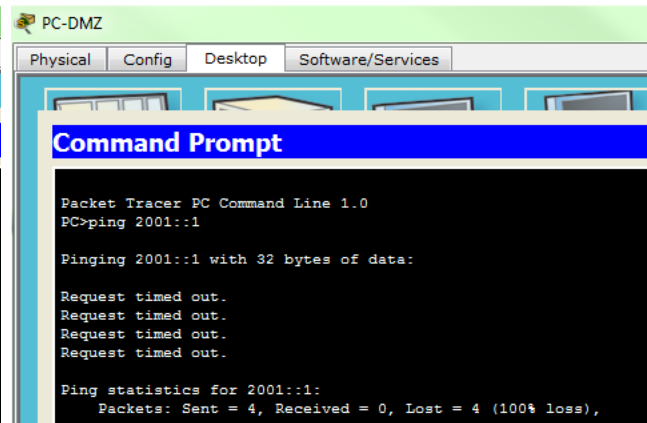 PC-DMZ
Physical Config Desktop Software/Services
Command Prompt
Packet Tracer PC Command Line 1.0
PC>ping 2001::1
Pinging 2001::1 with 32 bytes of data:
Request timed out.
Request timed out.
Request timed out.
Request timed out.
Ping statistics for 2001::1:
Packets: Sent = 4, Received = 0, Lost = 4 (100% loss),